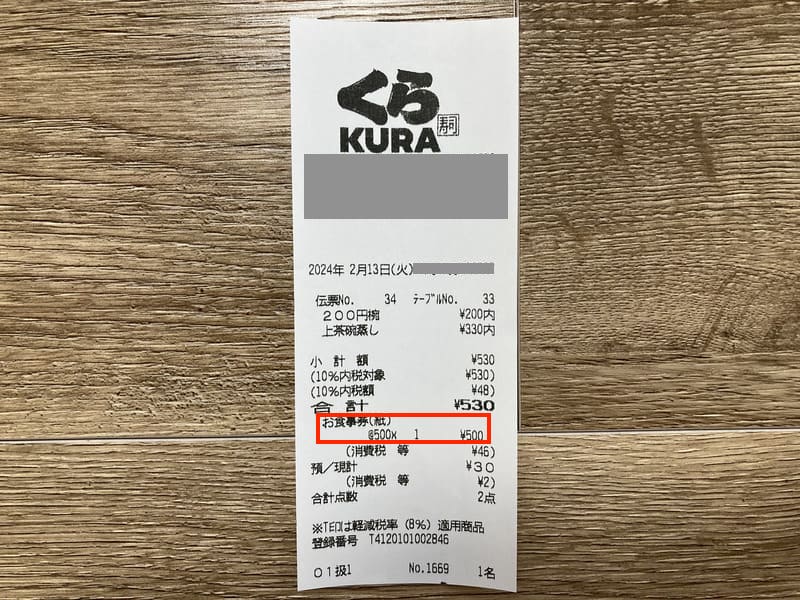 くら
寿司
KURA
2024年 2月13日(火)
伝票No. 34 テーブルNo. 33
200円椀 ¥200内
上茶碗蒸し ¥330内
小計額 ¥530
(10%内税対象 ¥530)
(10%内税額 ¥48)
合計 ¥530
お食事券(紙)
@500x 1 ¥500
(消費税 等 ¥46)
預/現計 ¥30
(消費税 等 ¥2)
合計点数 2点
※T印は軽減税率(8%)適用商品
登録番号 T4120101002846
01扱1 No.1669 1名